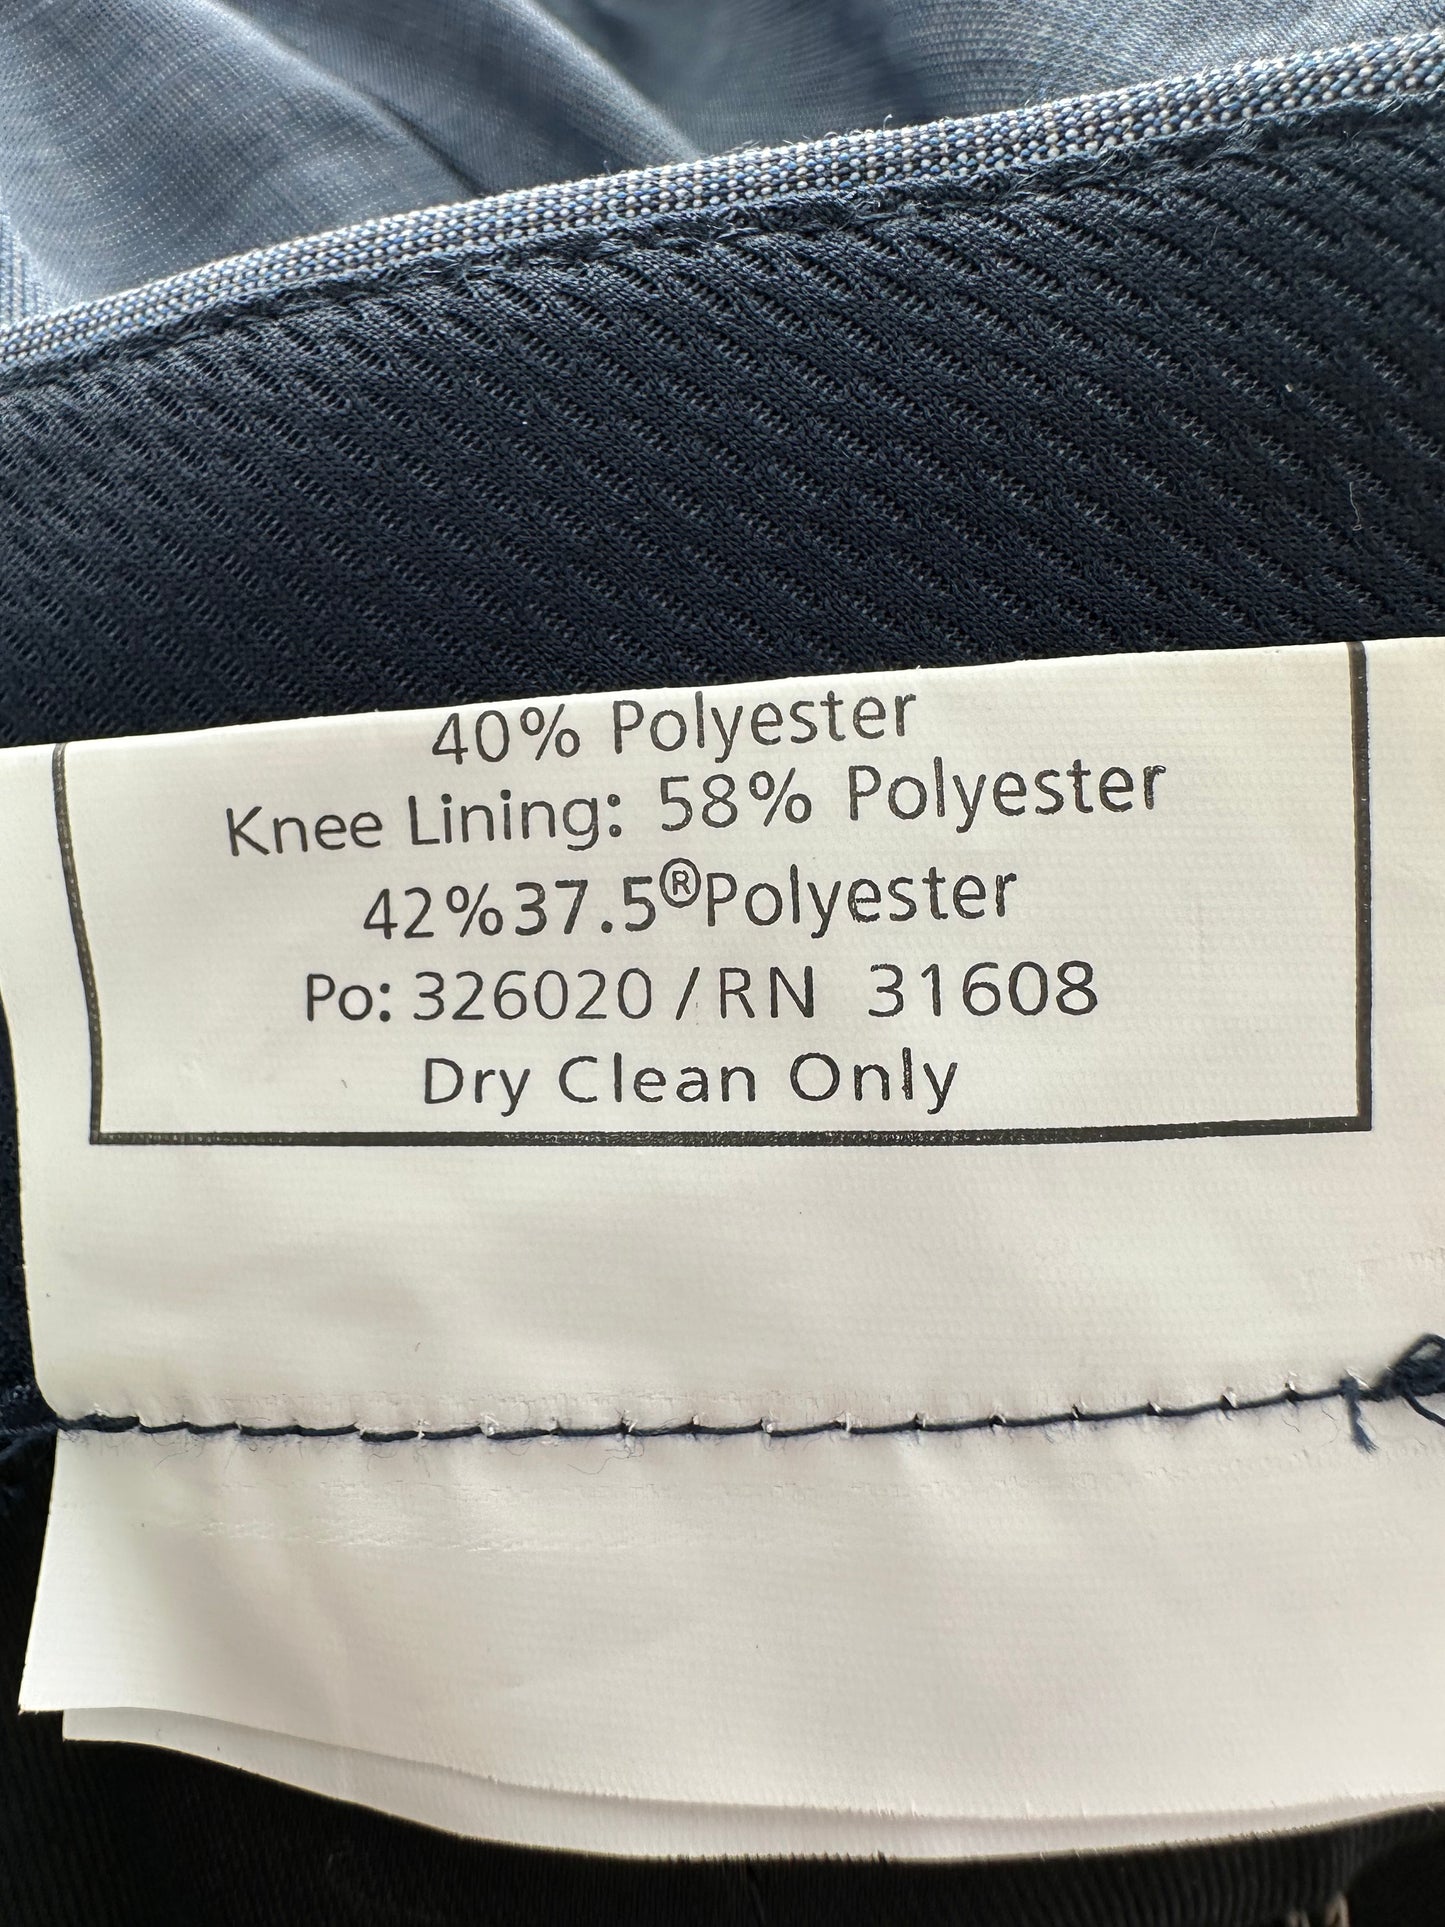 40% Polyester
Knee Lining: 58% Polyester
42%37.5®Polyester
Po: 326020 / RN 31608
Dry Clean Only